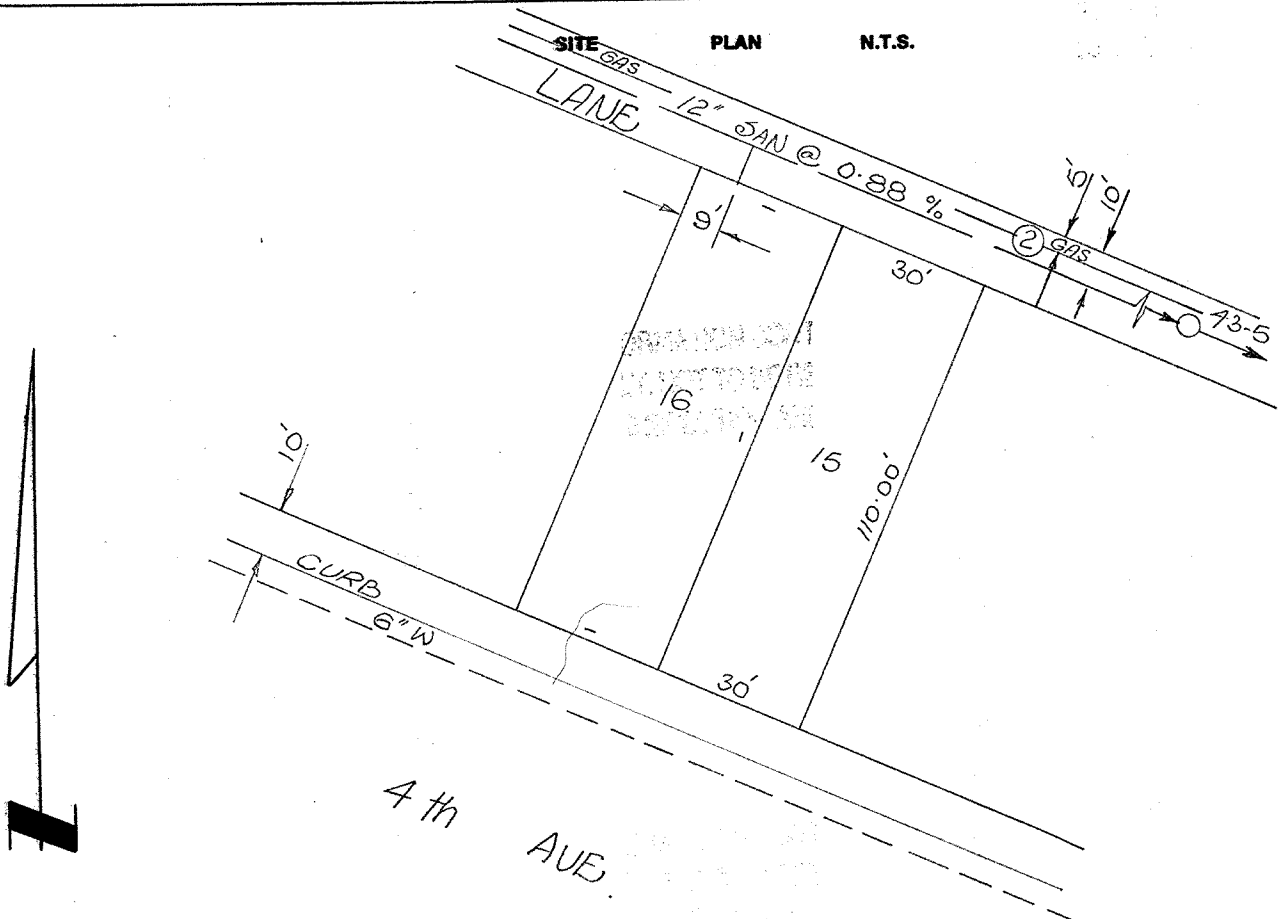 SITE PLAN N.T.S.
GAS
LANE
12" SAN @ 0.88 %
9'
30'
2 GAS
10'
43-5
16
15
110.00'
10'
CURB
6" W
30'
4 th AVE.